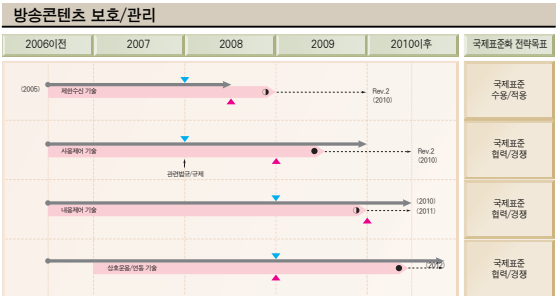 방송콘텐츠 보호/관리
2006이전 2007 2008 2009 2010이후 국제표준화 전략목표
(2005)
제한수신 기술
Rev.2
(2010)
국제표준
수용/적용
사용제어 기술
Rev.2
(2010)
관련법규/규제
국제표준
협력/경쟁
내용제어 기술
(2010)
(2011)
국제표준
협력/경쟁
상호운용/연동 기술
(2012)
국제표준
협력/경쟁